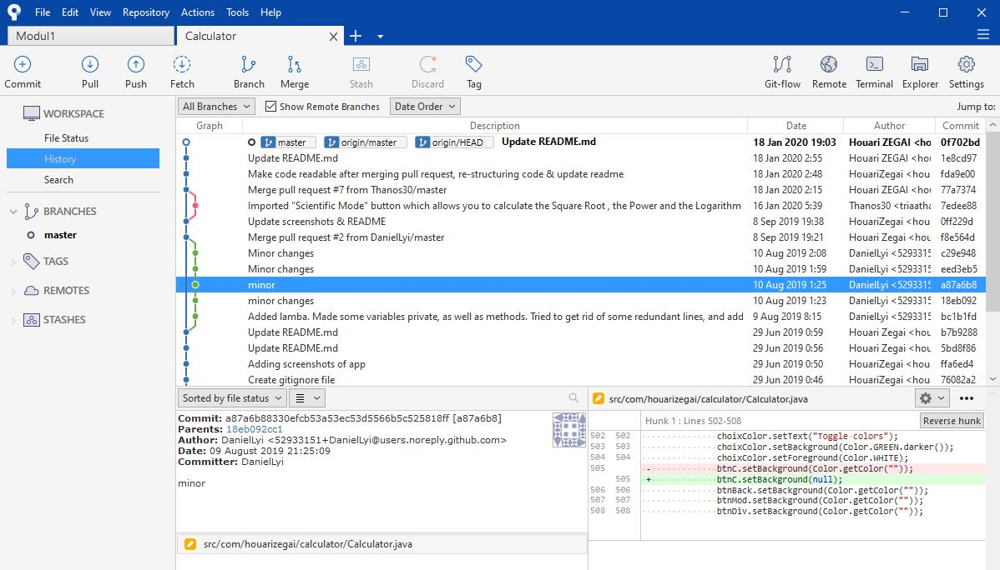 File Edit View Repository Actions Tools Help
Modul1 Calculator
Commit Pull Push Fetch Branch Merge Stash Discard Tag Git-flow Remote Terminal Explorer Settings
WORKSPACE
File Status
History
Search
BRANCHES
master
TAGS
REMOTES
STASHES
All Branches Show Remote Branches Date Order Jump to:
Graph Description Date Author Commit
master origin/master origin/HEAD Update README.md 18 Jan 2020 19:03 Houari ZEGAI <ho 0f702bd
Update README.md 18 Jan 2020 2:55 HouariZegai <hou 1e8cd97
Make code readable after merging pull request, re-structuring code & update readme 18 Jan 2020 2:48 HouariZegai <hou fda9e00
Merge pull request #7 from Thanos30/master 18 Jan 2020 2:15 Houari Zegai <hou 77a7374
Imported "Scientific Mode" button which allows you to calculate the Square Root , the Power and the Logarithm 16 Jan 2020 5:39 Thanos30 <triaatha 7edee88
Update screenshots & README 8 Sep 2019 19:38 HouariZegai <hou 0ff229d
Merge pull request #2 from DanielLyi/master 8 Sep 2019 19:21 Houari Zegai <hou f8e564d
Minor changes 10 Aug 2019 2:08 DanielLyi <5293315 c29e948
Minor changes 10 Aug 2019 1:59 DanielLyi <5293315 eed3eb5
minor 10 Aug 2019 1:25 DanielLyi <5293315 a87a6b8
minor changes 10 Aug 2019 1:23 DanielLyi <5293315 18eb092
Added lamba. Made some variables private, as well as methods. Tried to get rid of some redundant lines, and add 9 Aug 2019 8:15 DanielLyi <5293315 bc1b1fd
Update README.md 29 Jun 2019 0:59 Houari Zegai <hou b7b9288
Update README.md 29 Jun 2019 0:56 Houari Zegai <hou 5bd8f86
Adding screenshots of app 29 Jun 2019 0:50 HouariZegai <hou ffa6ed4
Create gitignore file 29 Jun 2019 0:46 HouariZegai <hou 76082a2
Sorted by file status
Commit: a87a6b88330efcb53a53ec53d5566b5c525818ff [a87a6b8]
Parents: 18eb092cc1
Author: DanielLyi <52933151+DanielLyi@users.noreply.github.com>
Date: 09 August 2019 21:25:09
Committer: DanielLyi
minor
src/com/houarizegai/calculator/Calculator.java
src/com/houarizegai/calculator/Calculator.java
Hunk 1 : Lines 502-508 Reverse hunk
502 502 choixColor.setText("Toggle colors");
503 503 choixColor.setBackground(Color.GREEN.darker());
504 504 choixColor.setForeground(Color.WHITE);
505 - btnC.setBackground(Color.getColor(""));
505 + btnC.setBackground(null);
506 506 btnBack.setBackground(Color.getColor(""));
507 507 btnMod.setBackground(Color.getColor(""));
508 508 btnDiv.setBackground(Color.getColor(""));